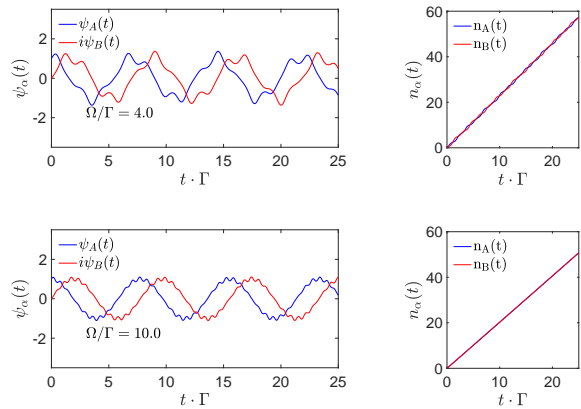 ψ_α(t)
2
0
-2
ψ_A(t)
iψ_B(t)
Ω/Γ = 4.0
0 5 10 15 20 25
t · Γ
n_α(t)
60
40
20
0
n_A(t)
n_B(t)
0 10 20
t · Γ
ψ_α(t)
2
0
-2
ψ_A(t)
iψ_B(t)
Ω/Γ = 10.0
0 5 10 15 20 25
t · Γ
n_α(t)
60
40
20
0
n_A(t)
n_B(t)
0 10 20
t · Γ